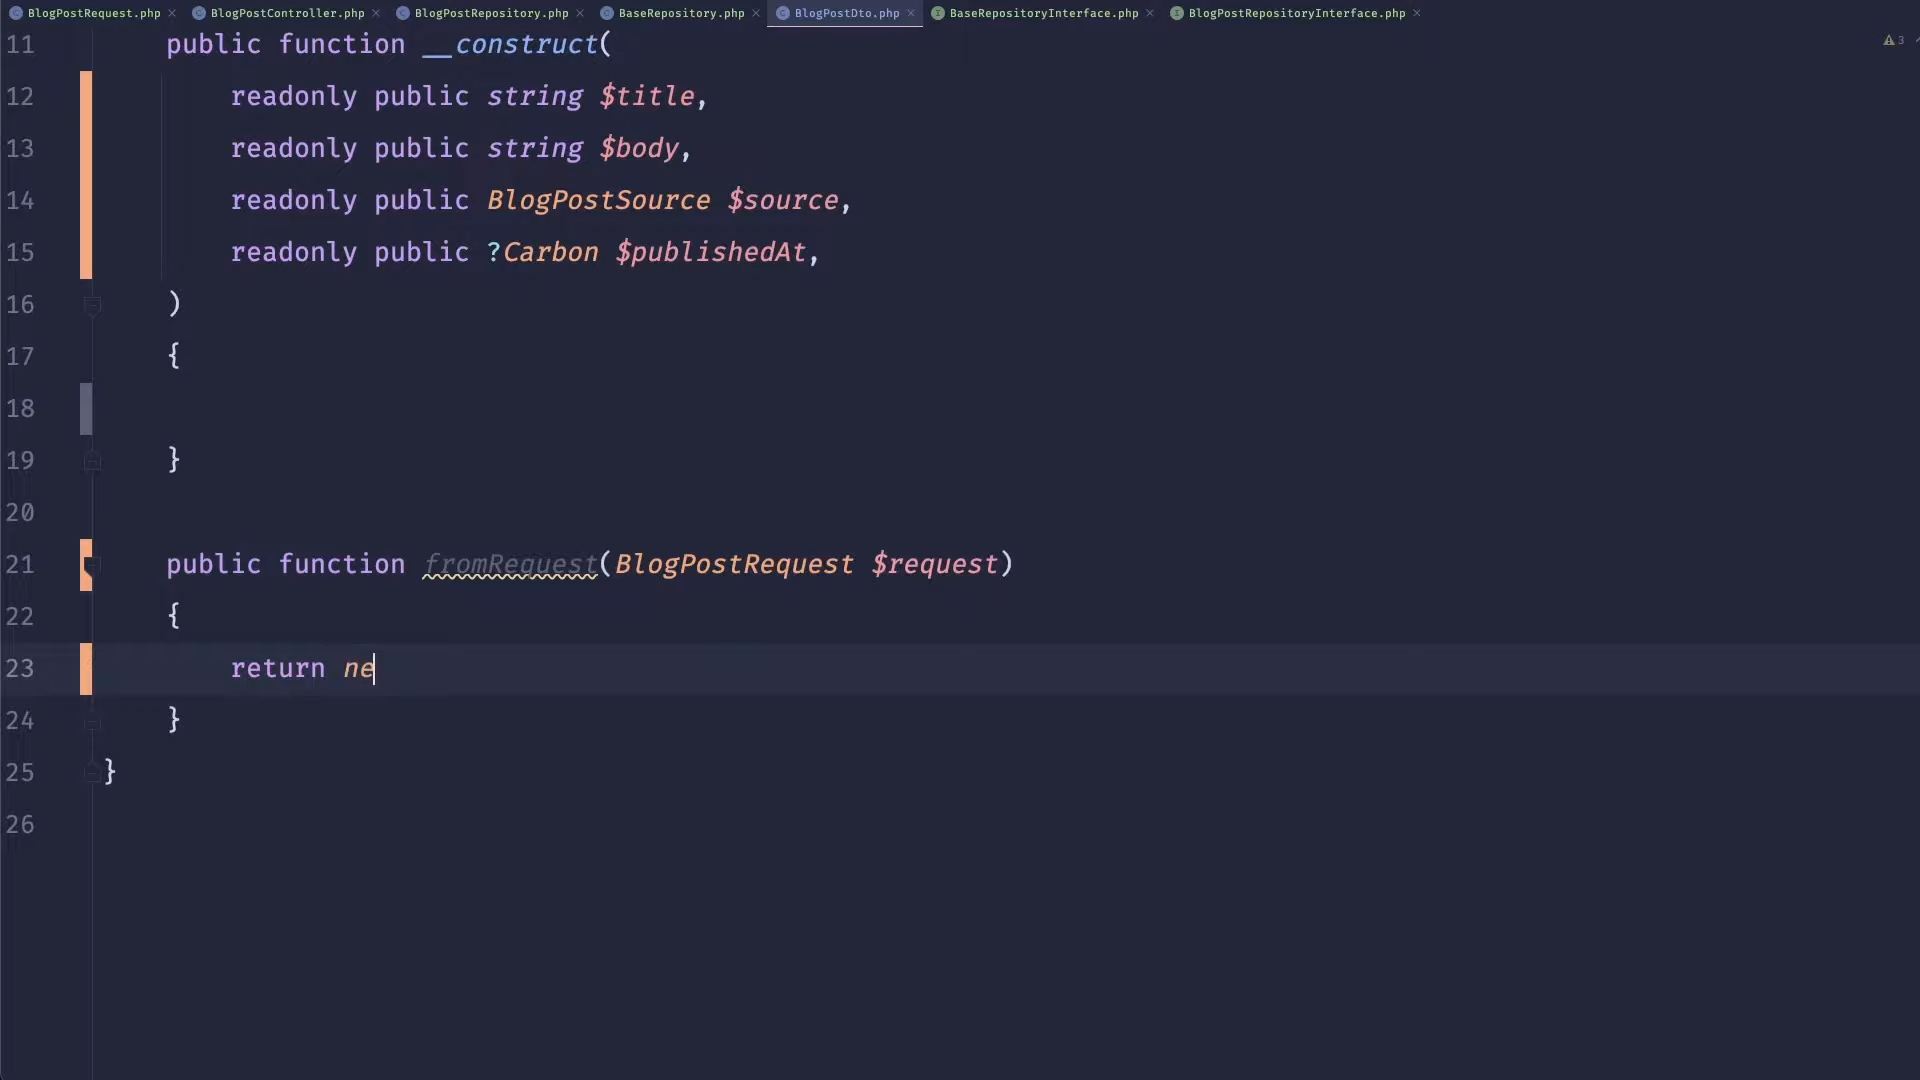 BlogPostRequest.php × BlogPostController.php × BlogPostRepository.php × BaseRepository.php × BlogPostDto.php × BaseRepositoryInterface.php × BlogPostRepositoryInterface.php ×
3
11 public function __construct(
12 readonly public string $title,
13 readonly public string $body,
14 readonly public BlogPostSource $source,
15 readonly public ?Carbon $publishedAt,
16 )
17 {
18
19 }
20
21 public function fromRequest(BlogPostRequest $request)
22 {
23 return ne
24 }
25 }
26